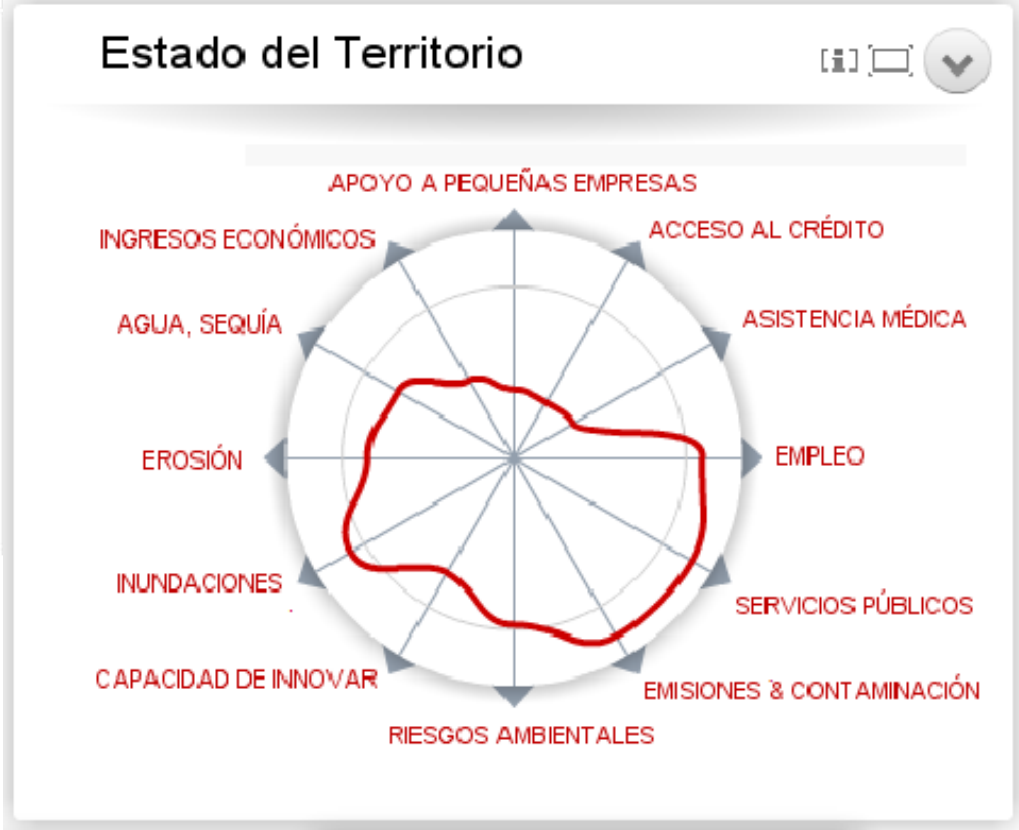 Estado del Territorio
[i]
APOYO A PEQUEÑAS EMPRESAS
INGRESOS ECONÓMICOS
ACCESO AL CRÉDITO
AGUA, SEQUÍA
ASISTENCIA MÉDICA
EROSIÓN
EMPLEO
INUNDACIONES
SERVICIOS PÚBLICOS
CAPACIDAD DE INNOVAR
EMISIONES & CONTAMINACIÓN
RIESGOS AMBIENTALES